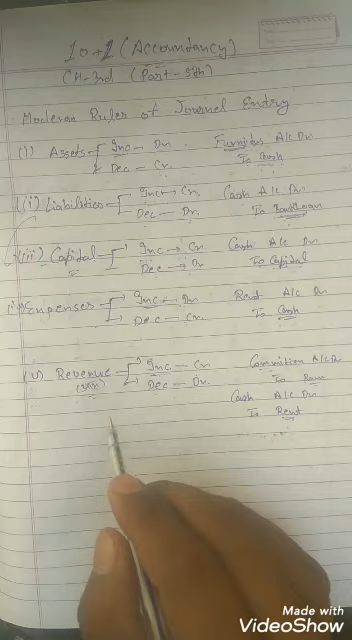 10+1 (Accountancy)
CH-3rd (Part-5th)
Modern Rules of Journal Entry
(i) Assets Inc - Dr. Furniture A/c Dr
Dec - Cr. To Cash
(ii) Liabilities Inc → Cr. Cash A/c Dr
Dec - Dr. To Bank loan
(iii) Capital Inc → Cr Cash A/c Dr
Dec → Dr To Capital
(iv) Expenses Inc - Dr Rent A/c Dr
Dec - Cr. To Cash
(v) Revenue Inc - Cr Commission A/c Dr
Dec - Dr. To
Cash A/c Dr
To Rent
Made with
VideoShow